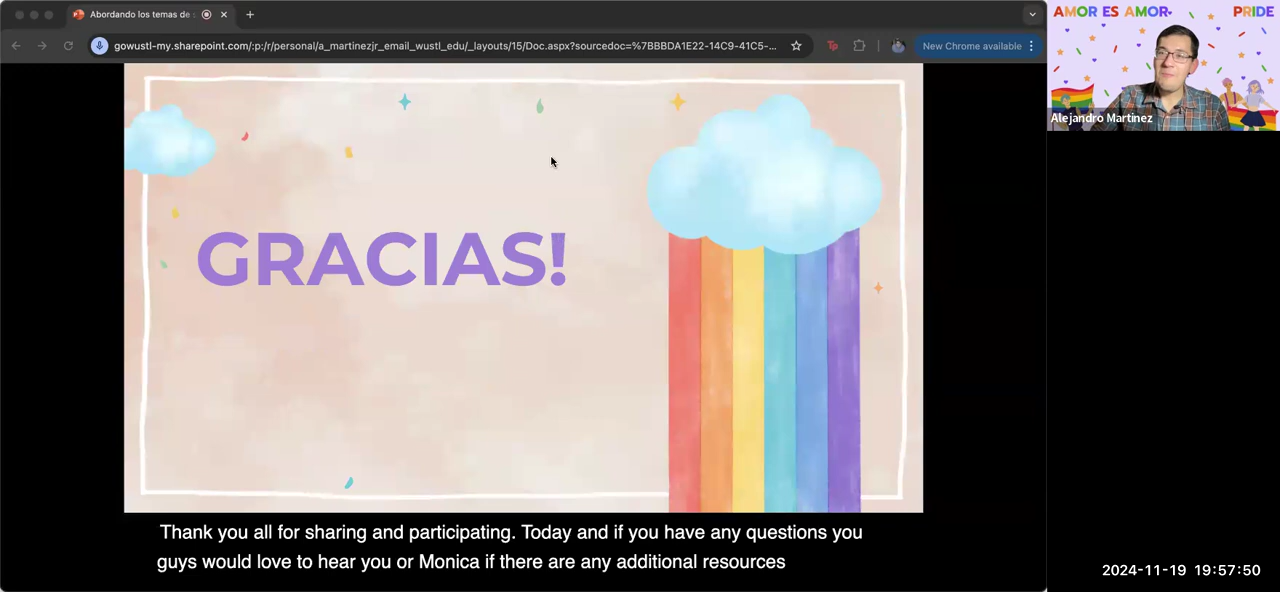 Abordando los temas de s
New Chrome available
gowustl-my.sharepoint.com/:p:/r/personal/a_martinezjr_email_wustl_edu/_layouts/15/Doc.aspx?sourcedoc=%7BBBDA1E22-14C9-41C5-...
AMOR ES AMOR
PRIDE
Alejandro Martinez
GRACIAS!
Thank you all for sharing and participating. Today and if you have any questions you
guys would love to hear you or Monica if there are any additional resources
2024-11-19 19:57:50